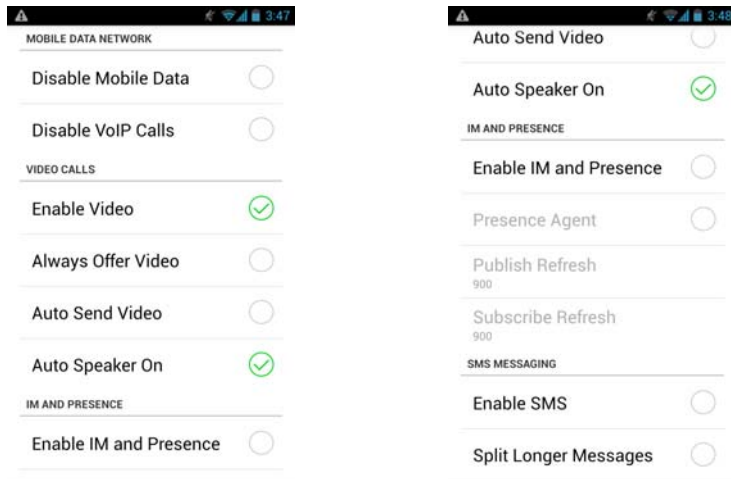 3:47
MOBILE DATA NETWORK
Disable Mobile Data
Disable VoIP Calls
VIDEO CALLS
Enable Video
Always Offer Video
Auto Send Video
Auto Speaker On
IM AND PRESENCE
Enable IM and Presence
3:48
Auto Send Video
Auto Speaker On
IM AND PRESENCE
Enable IM and Presence
Presence Agent
Publish Refresh
900
Subscribe Refresh
900
SMS MESSAGING
Enable SMS
Split Longer Messages